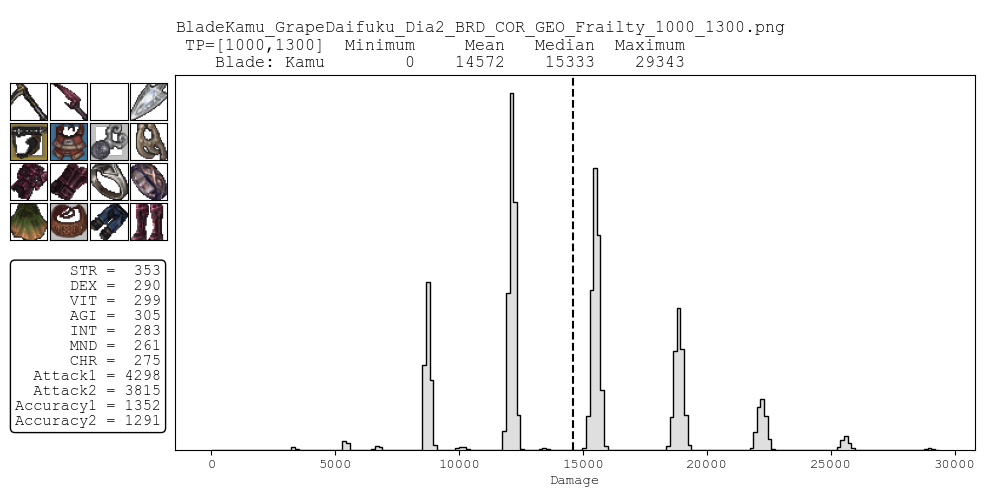 BladeKamu_GrapeDaifuku_Dia2_BRD_COR_GEO_Frailty_1000_1300.png
TP=[1000,1300] Minimum Mean Median Maximum
Blade: Kamu 0 14572 15333 29343
STR = 353
DEX = 290
VIT = 299
AGI = 305
INT = 283
MND = 261
CHR = 275
Attack1 = 4298
Attack2 = 3815
Accuracy1 = 1352
Accuracy2 = 1291
0 5000 10000 15000 20000 25000 30000
Damage